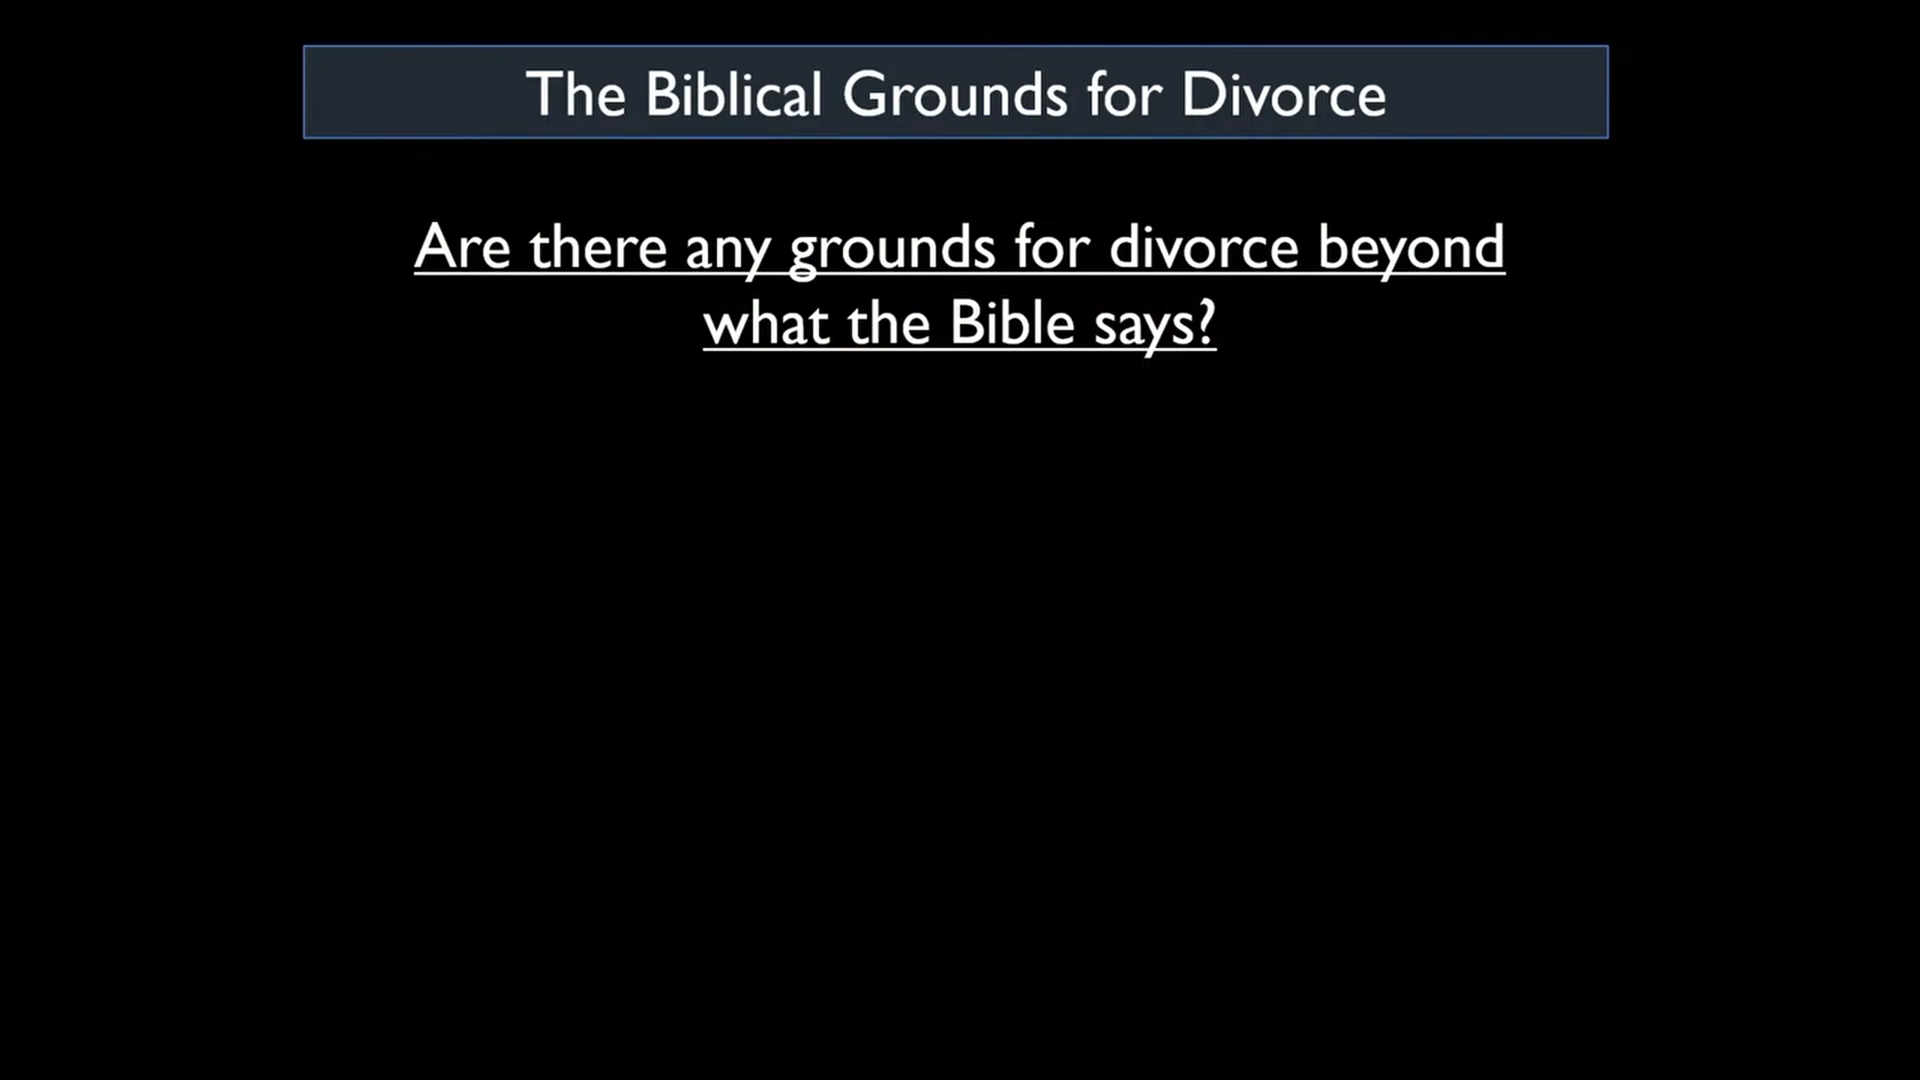 The Biblical Grounds for Divorce
Are there any grounds for divorce beyond
what the Bible says?